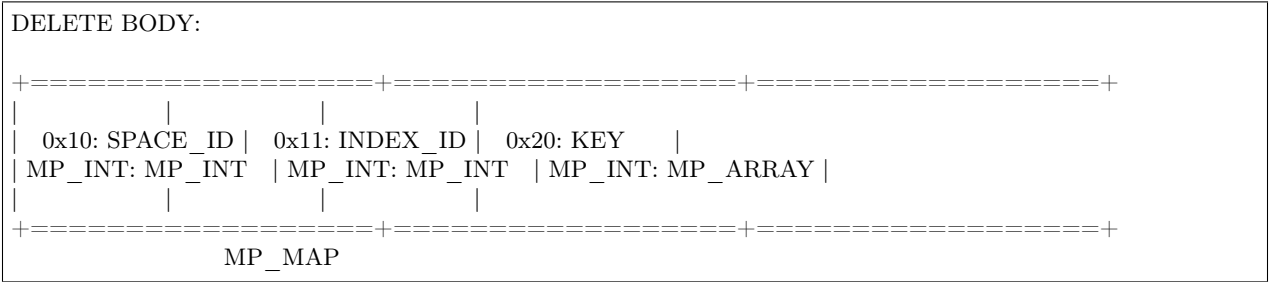 DELETE BODY:
+==================+==================+==================+
| | | |
| 0x10: SPACE_ID | 0x11: INDEX_ID | 0x20: KEY |
| MP_INT: MP_INT | MP_INT: MP_INT | MP_INT: MP_ARRAY |
| | | |
+==================+==================+==================+
MP_MAP